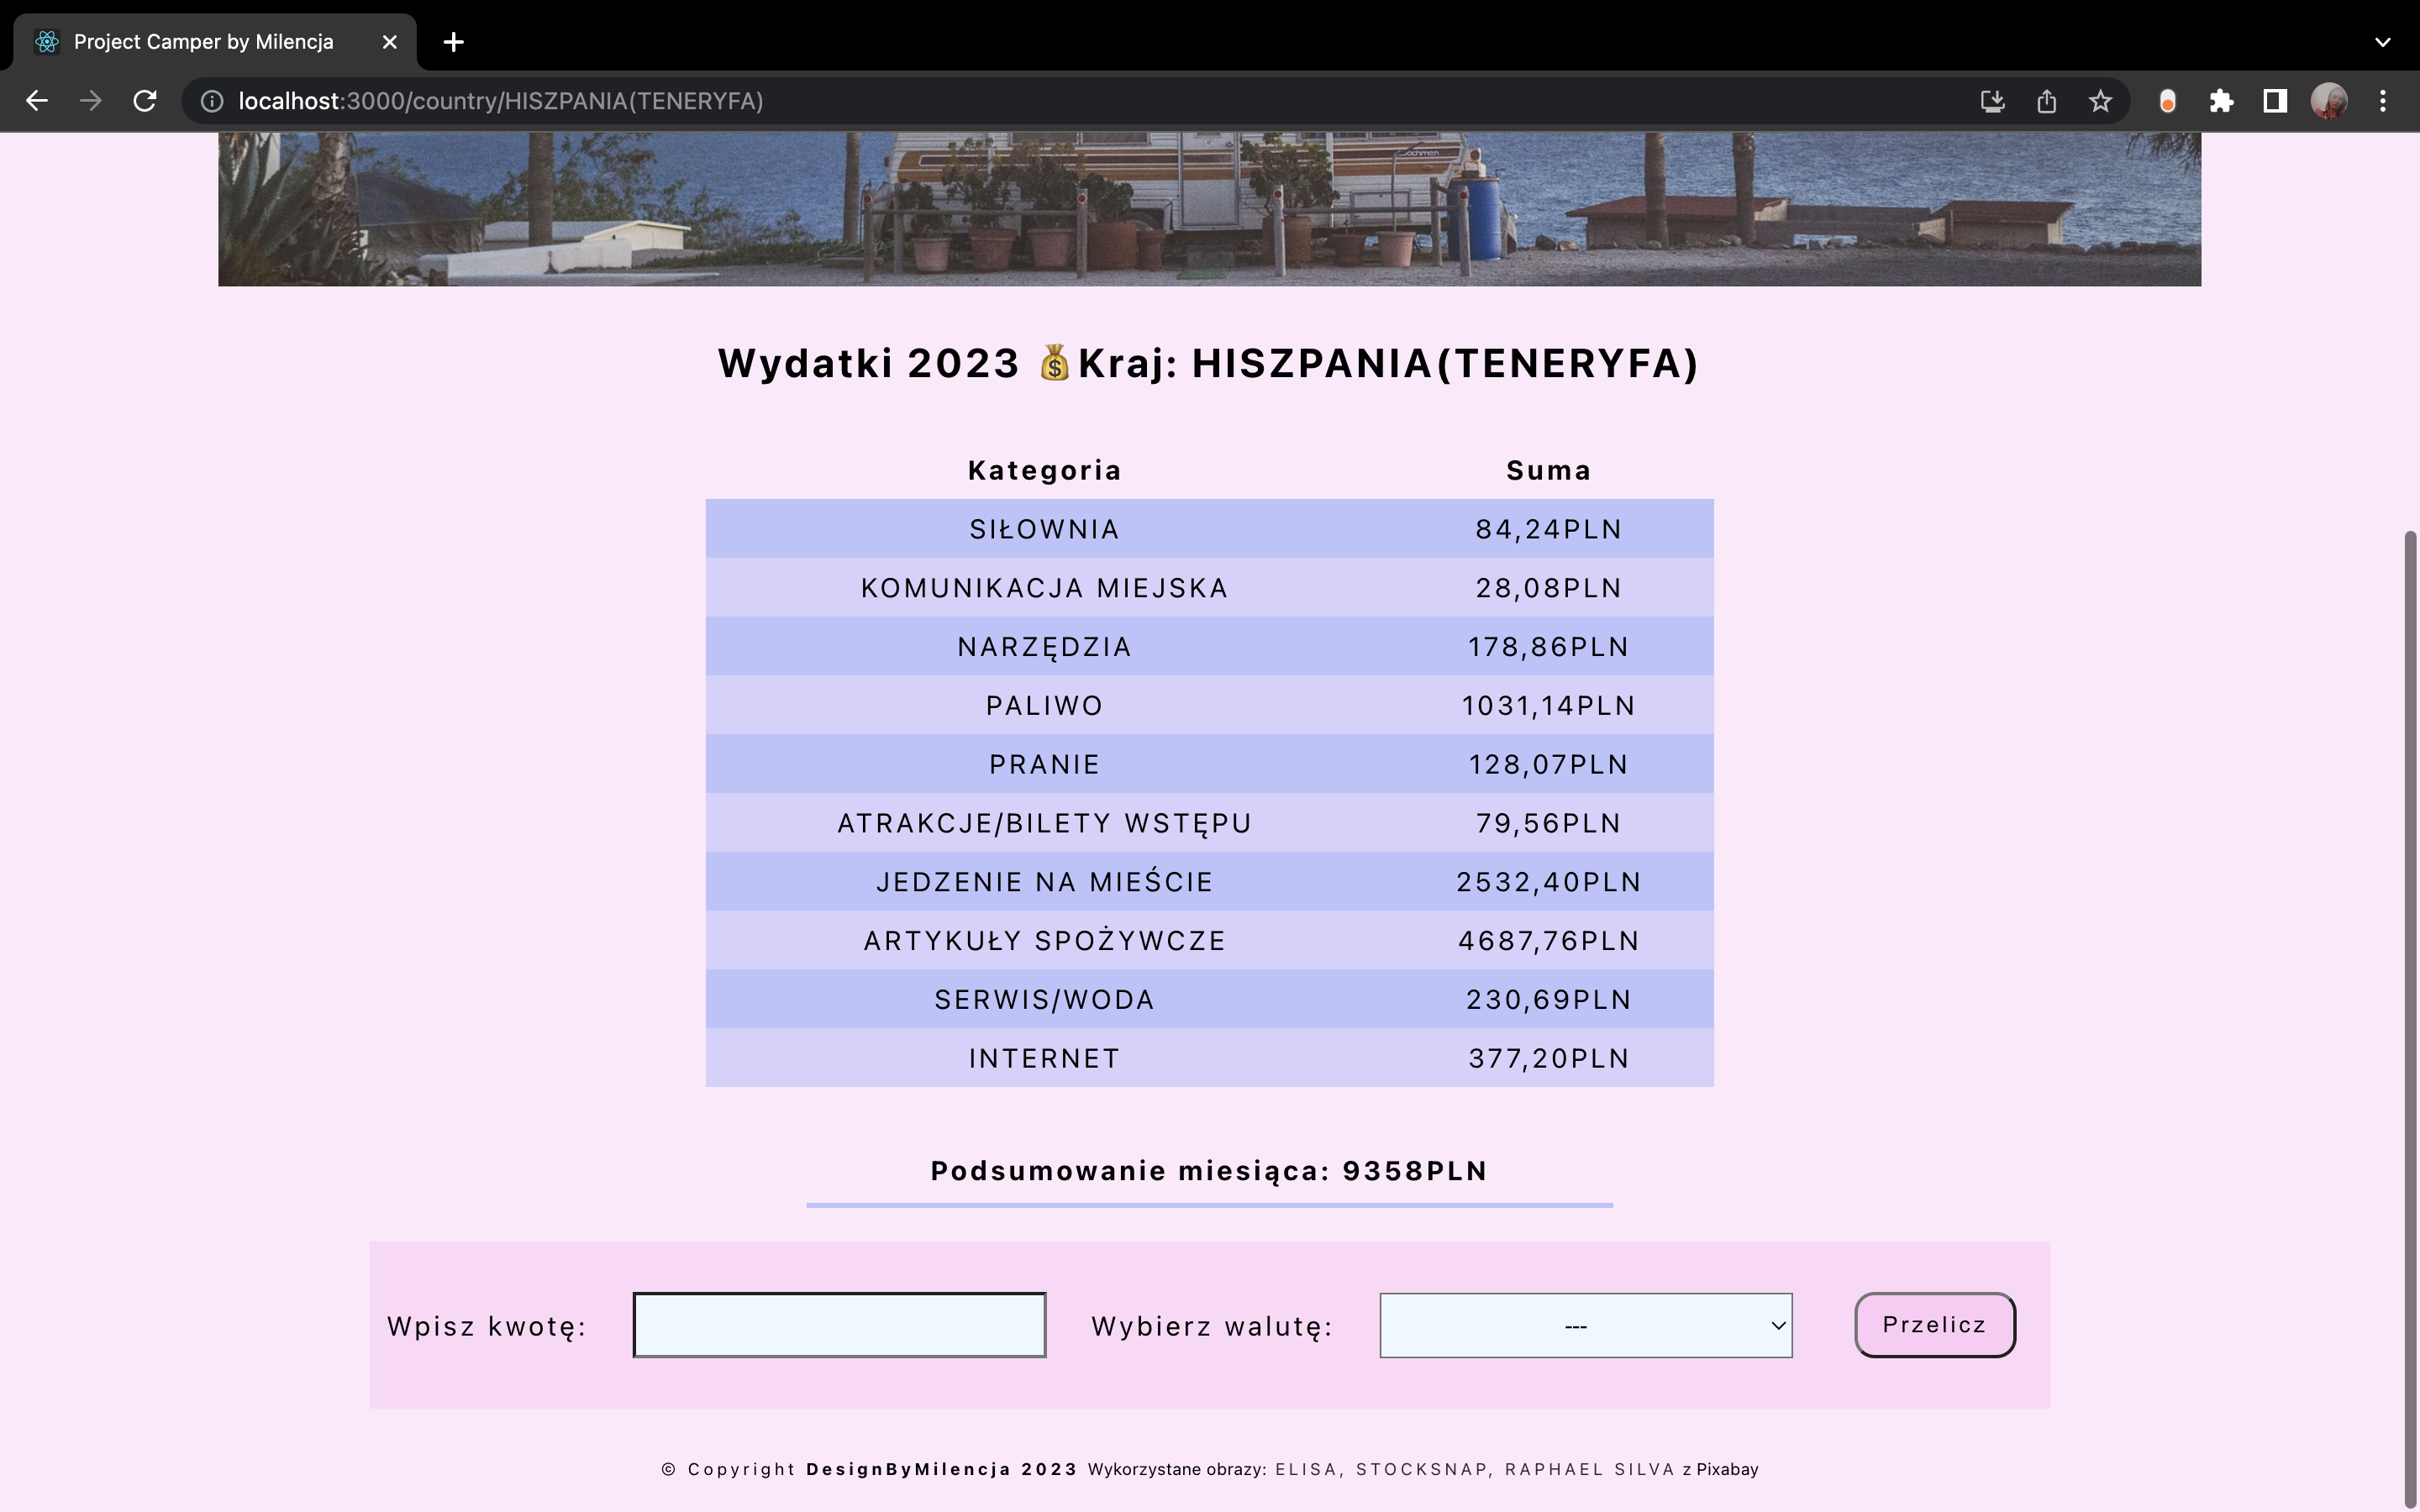 Project Camper by Milencja
localhost:3000/country/HISZPANIA(TENERYFA)
Wydatki 2023 💰Kraj: HISZPANIA(TENERYFA)
Kategoria Suma
SIŁOWNIA 84,24PLN
KOMUNIKACJA MIEJSKA 28,08PLN
NARZĘDZIA 178,86PLN
PALIWO 1031,14PLN
PRANIE 128,07PLN
ATRAKCJE/BILETY WSTĘPU 79,56PLN
JEDZENIE NA MIEŚCIE 2532,40PLN
ARTYKUŁY SPOŻYWCZE 4687,76PLN
SERWIS/WODA 230,69PLN
INTERNET 377,20PLN
Podsumowanie miesiąca: 9358PLN
Wpisz kwotę: Wybierz walutę: --- Przelicz
© Copyright DesignByMilencja 2023 Wykorzystane obrazy: ELISA, STOCKSNAP, RAPHAEL SILVA z Pixabay